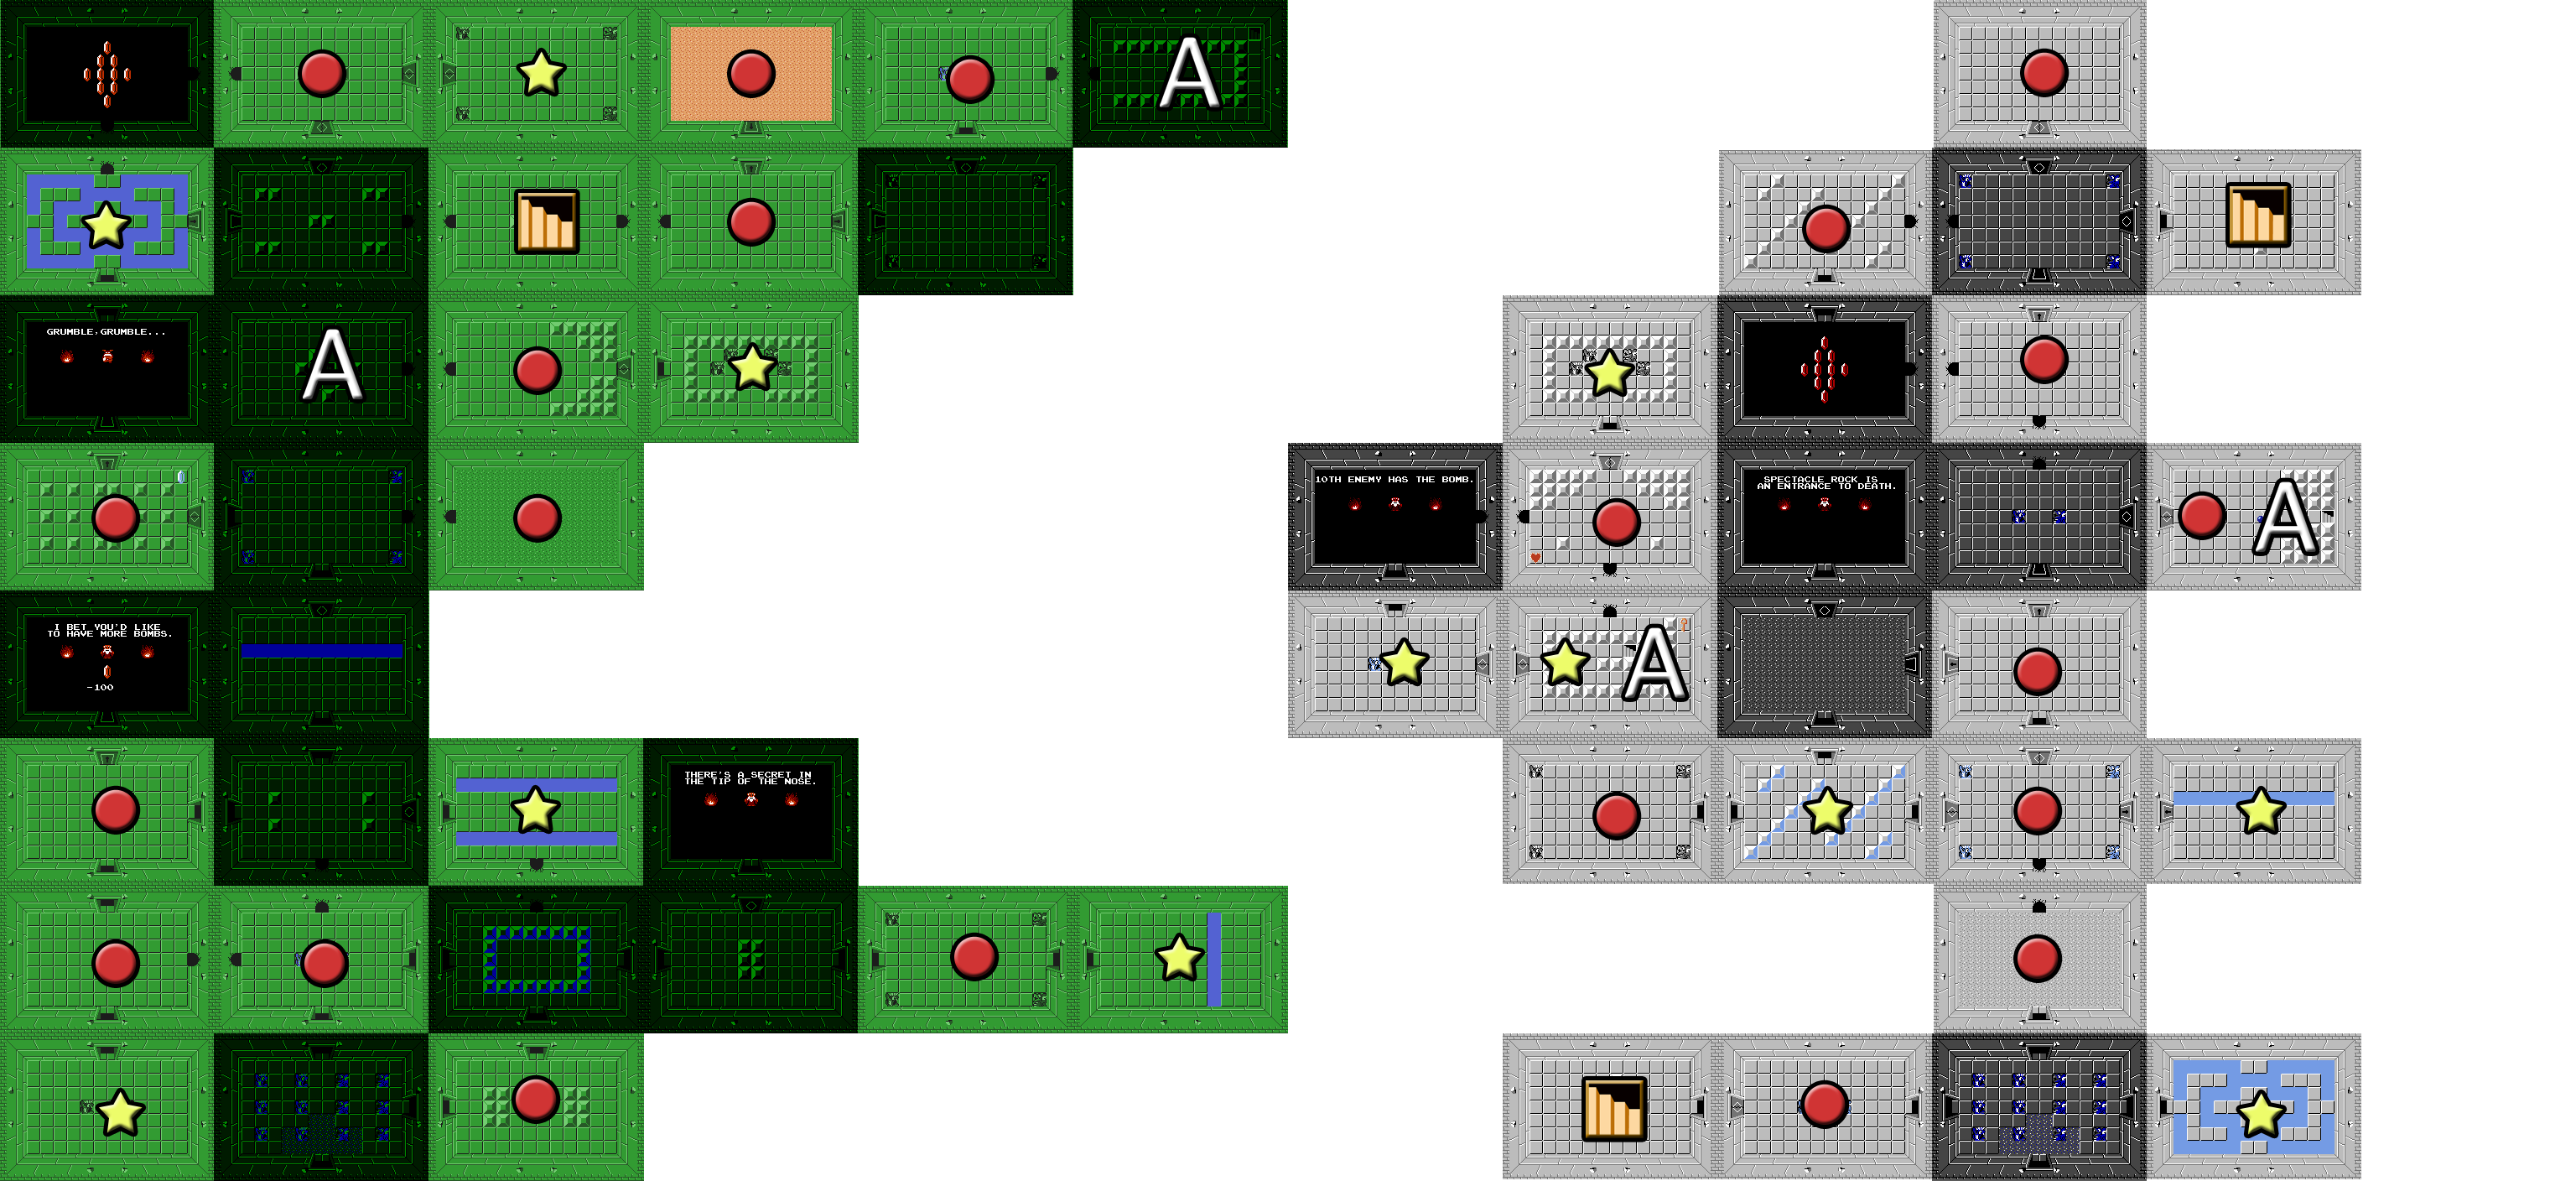 A
GRUMBLE,GRUMBLE...
A
10TH ENEMY HAS THE BOMB.
SPECTACLE ROCK IS
AN ENTRANCE TO DEATH.
A
I BET YOU'D LIKE
TO HAVE MORE BOMBS.
-100
A
THERE'S A SECRET IN
THE TIP OF THE NOSE.